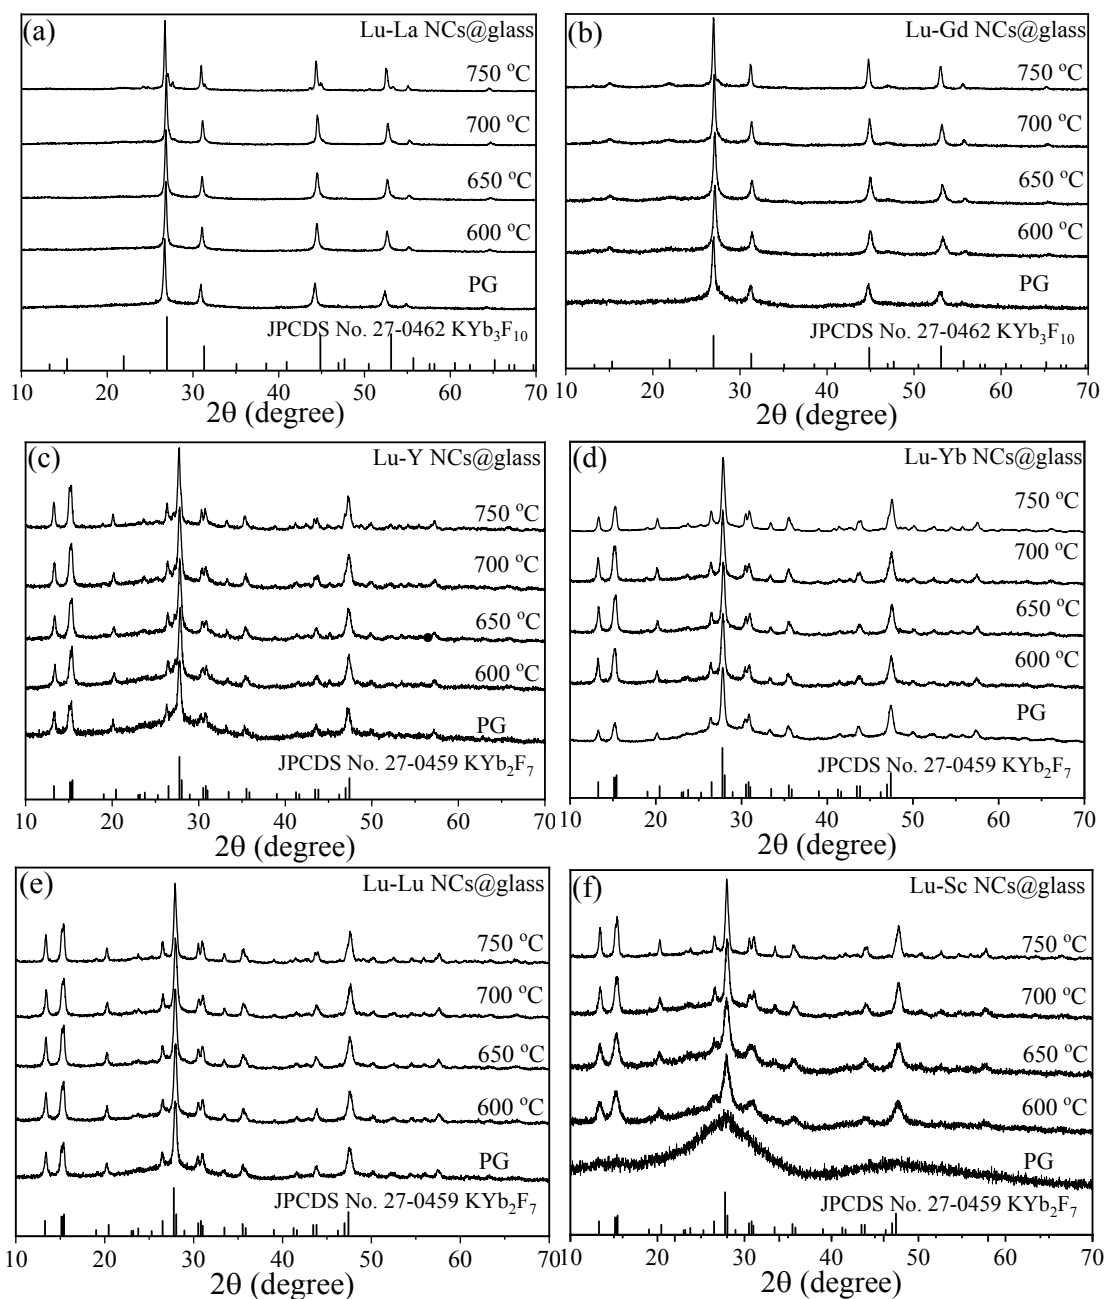 (a)
Lu-La NCs@glass
750 °C
700 °C
650 °C
600 °C
PG
JPCDS No. 27-0462 KYb₃F₁₀
10 20 30 40 50 60 70
2θ (degree)
(b)
Lu-Gd NCs@glass
750 °C
700 °C
650 °C
600 °C
PG
JPCDS No. 27-0462 KYb₃F₁₀
10 20 30 40 50 60 70
2θ (degree)
(c)
Lu-Y NCs@glass
750 °C
700 °C
650 °C
600 °C
PG
JPCDS No. 27-0459 KYb₂F₇
10 20 30 40 50 60 70
2θ (degree)
(d)
Lu-Yb NCs@glass
750 °C
700 °C
650 °C
600 °C
PG
JPCDS No. 27-0459 KYb₂F₇
10 20 30 40 50 60 70
2θ (degree)
(e)
Lu-Lu NCs@glass
750 °C
700 °C
650 °C
600 °C
PG
JPCDS No. 27-0459 KYb₂F₇
10 20 30 40 50 60 70
2θ (degree)
(f)
Lu-Sc NCs@glass
750 °C
700 °C
650 °C
600 °C
PG
JPCDS No. 27-0459 KYb₂F₇
10 20 30 40 50 60 70
2θ (degree)